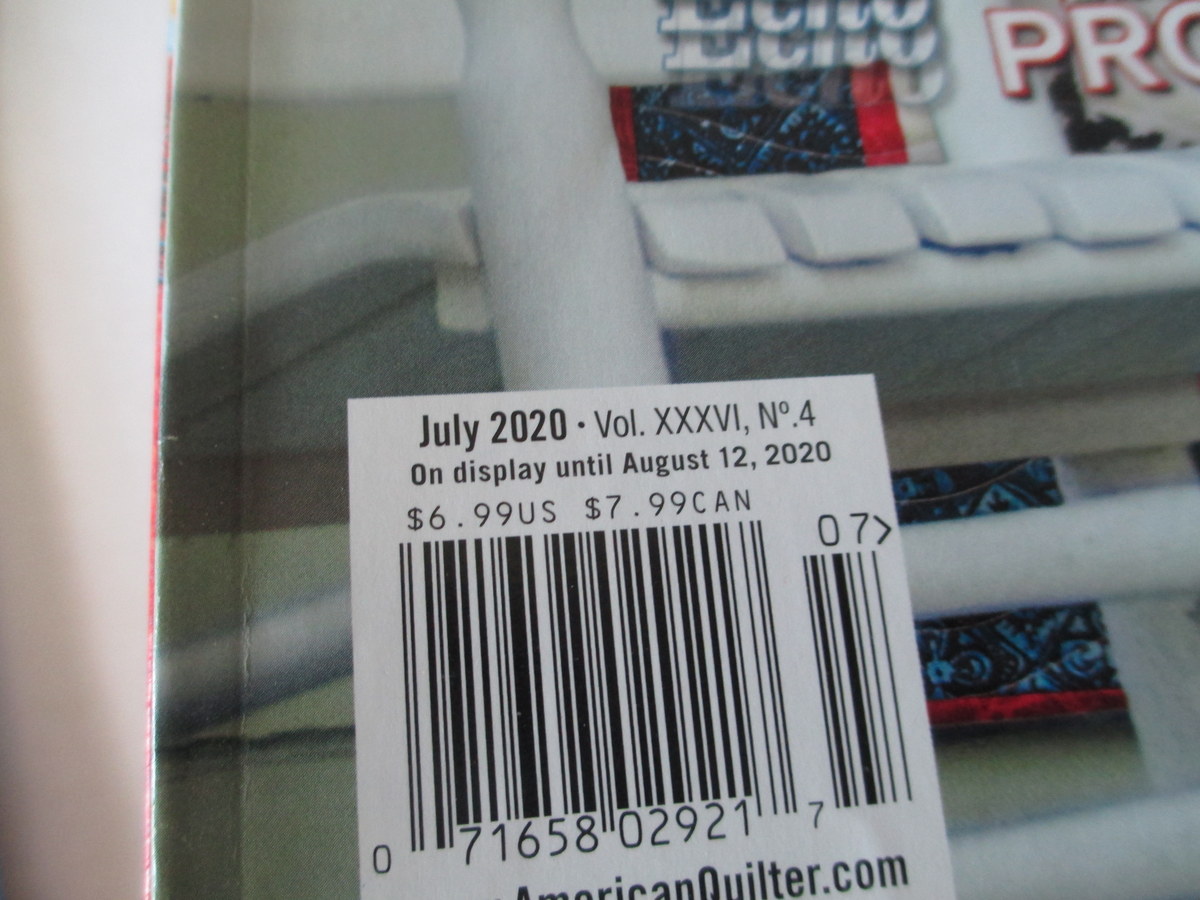 Echo
PRO
July 2020 • Vol. XXXVI, Nº.4
On display until August 12, 2020
$6.99US $7.99CAN
07>
0 71658 02921 7
AmericanQuilter.com